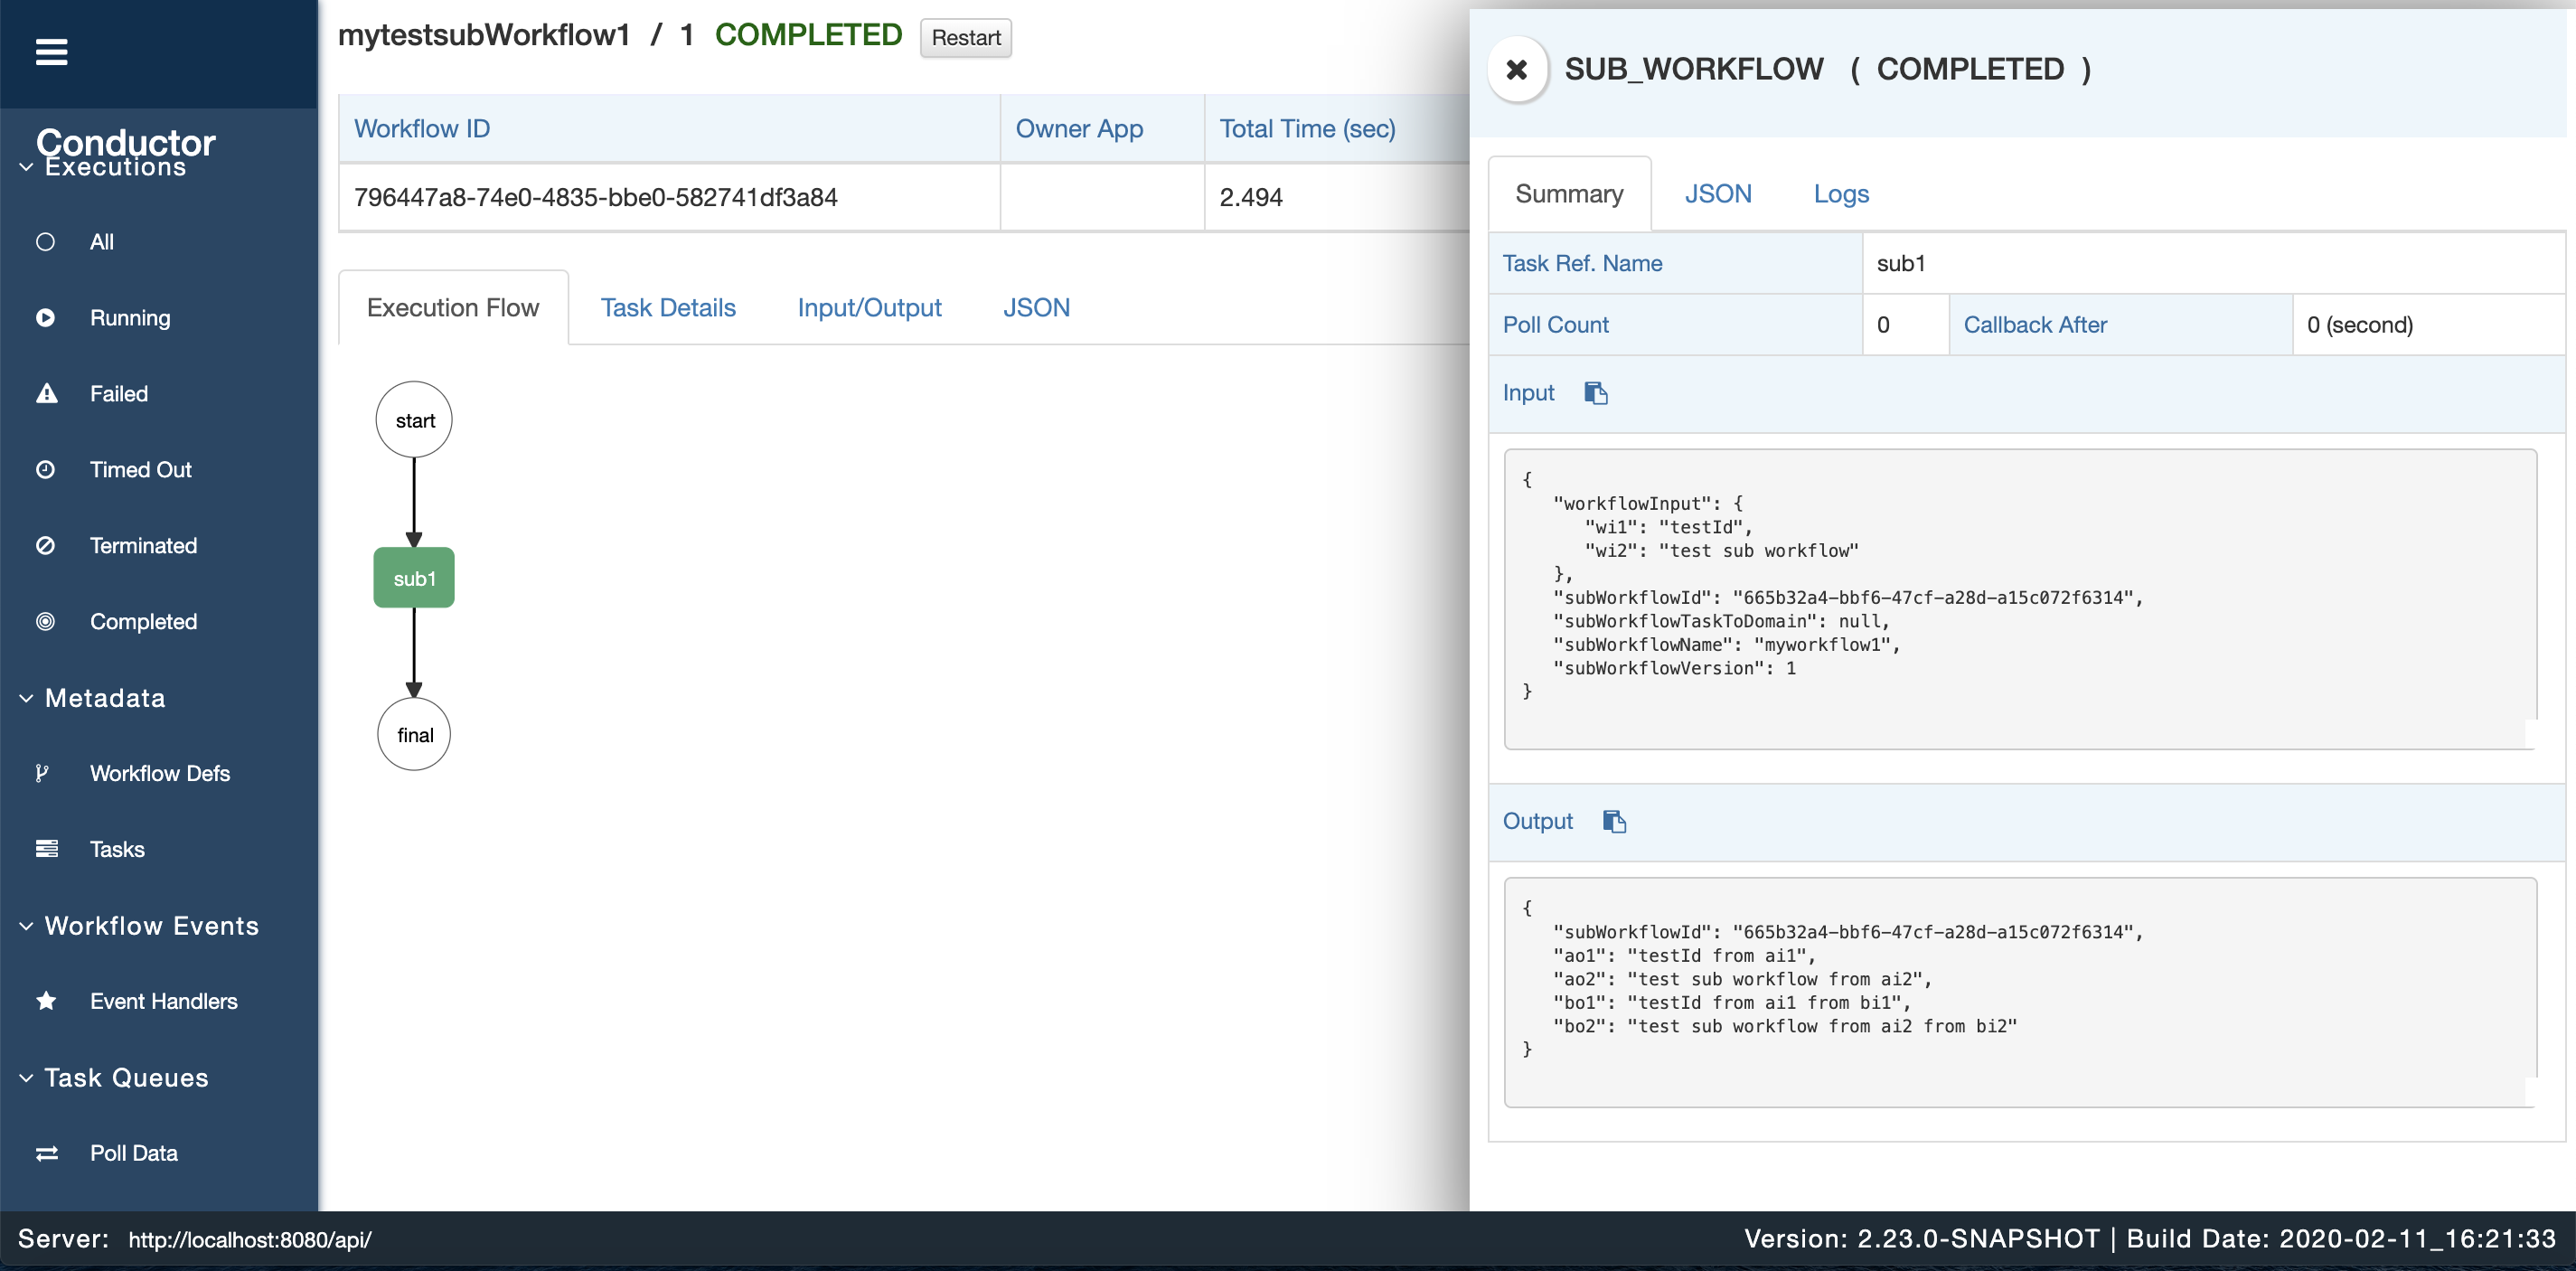 Conductor
Executions
All
Running
Failed
Timed Out
Terminated
Completed
Metadata
Workflow Defs
Tasks
Workflow Events
Event Handlers
Task Queues
Poll Data
mytestsubWorkflow1 / 1 COMPLETED Restart
Workflow ID Owner App Total Time (sec)
796447a8-74e0-4835-bbe0-582741df3a84 2.494
Execution Flow Task Details Input/Output JSON
start
sub1
final
SUB_WORKFLOW ( COMPLETED )
Summary JSON Logs
Task Ref. Name sub1
Poll Count 0 Callback After 0 (second)
Input
{
"workflowInput": {
"wi1": "testId",
"wi2": "test sub workflow"
},
"subWorkflowId": "665b32a4-bbf6-47cf-a28d-a15c072f6314",
"subWorkflowTaskToDomain": null,
"subWorkflowName": "myworkflow1",
"subWorkflowVersion": 1
}
Output
{
"subWorkflowId": "665b32a4-bbf6-47cf-a28d-a15c072f6314",
"ao1": "testId from ai1",
"ao2": "test sub workflow from ai2",
"bo1": "testId from ai1 from bi1",
"bo2": "test sub workflow from ai2 from bi2"
}
Server: http://localhost:8080/api/
Version: 2.23.0-SNAPSHOT | Build Date: 2020-02-11_16:21:33